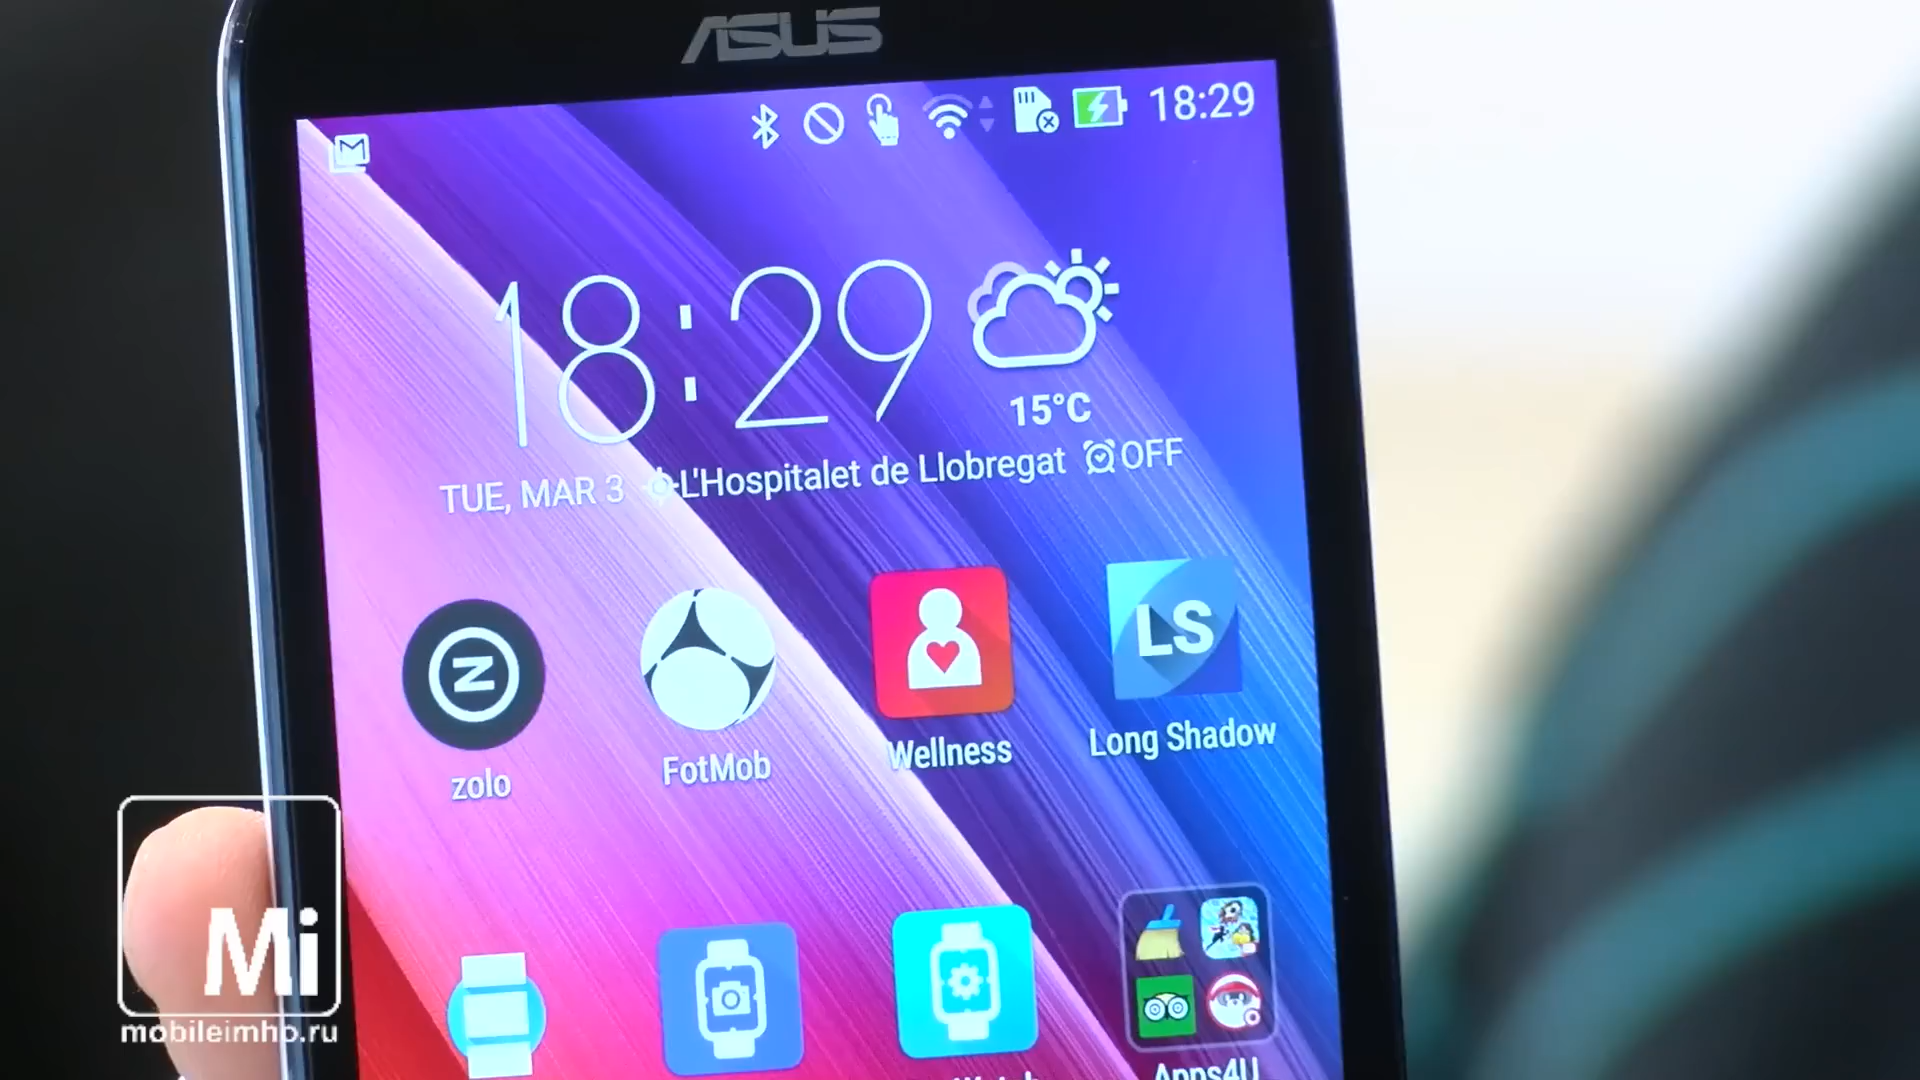 ASUS
18:29
18:29
15°C
TUE, MAR 3 L'Hospitalet de Llobregat OFF
LS
zolo FotMob Wellness Long Shadow
Apps4U
Mi
mobileimho.ru